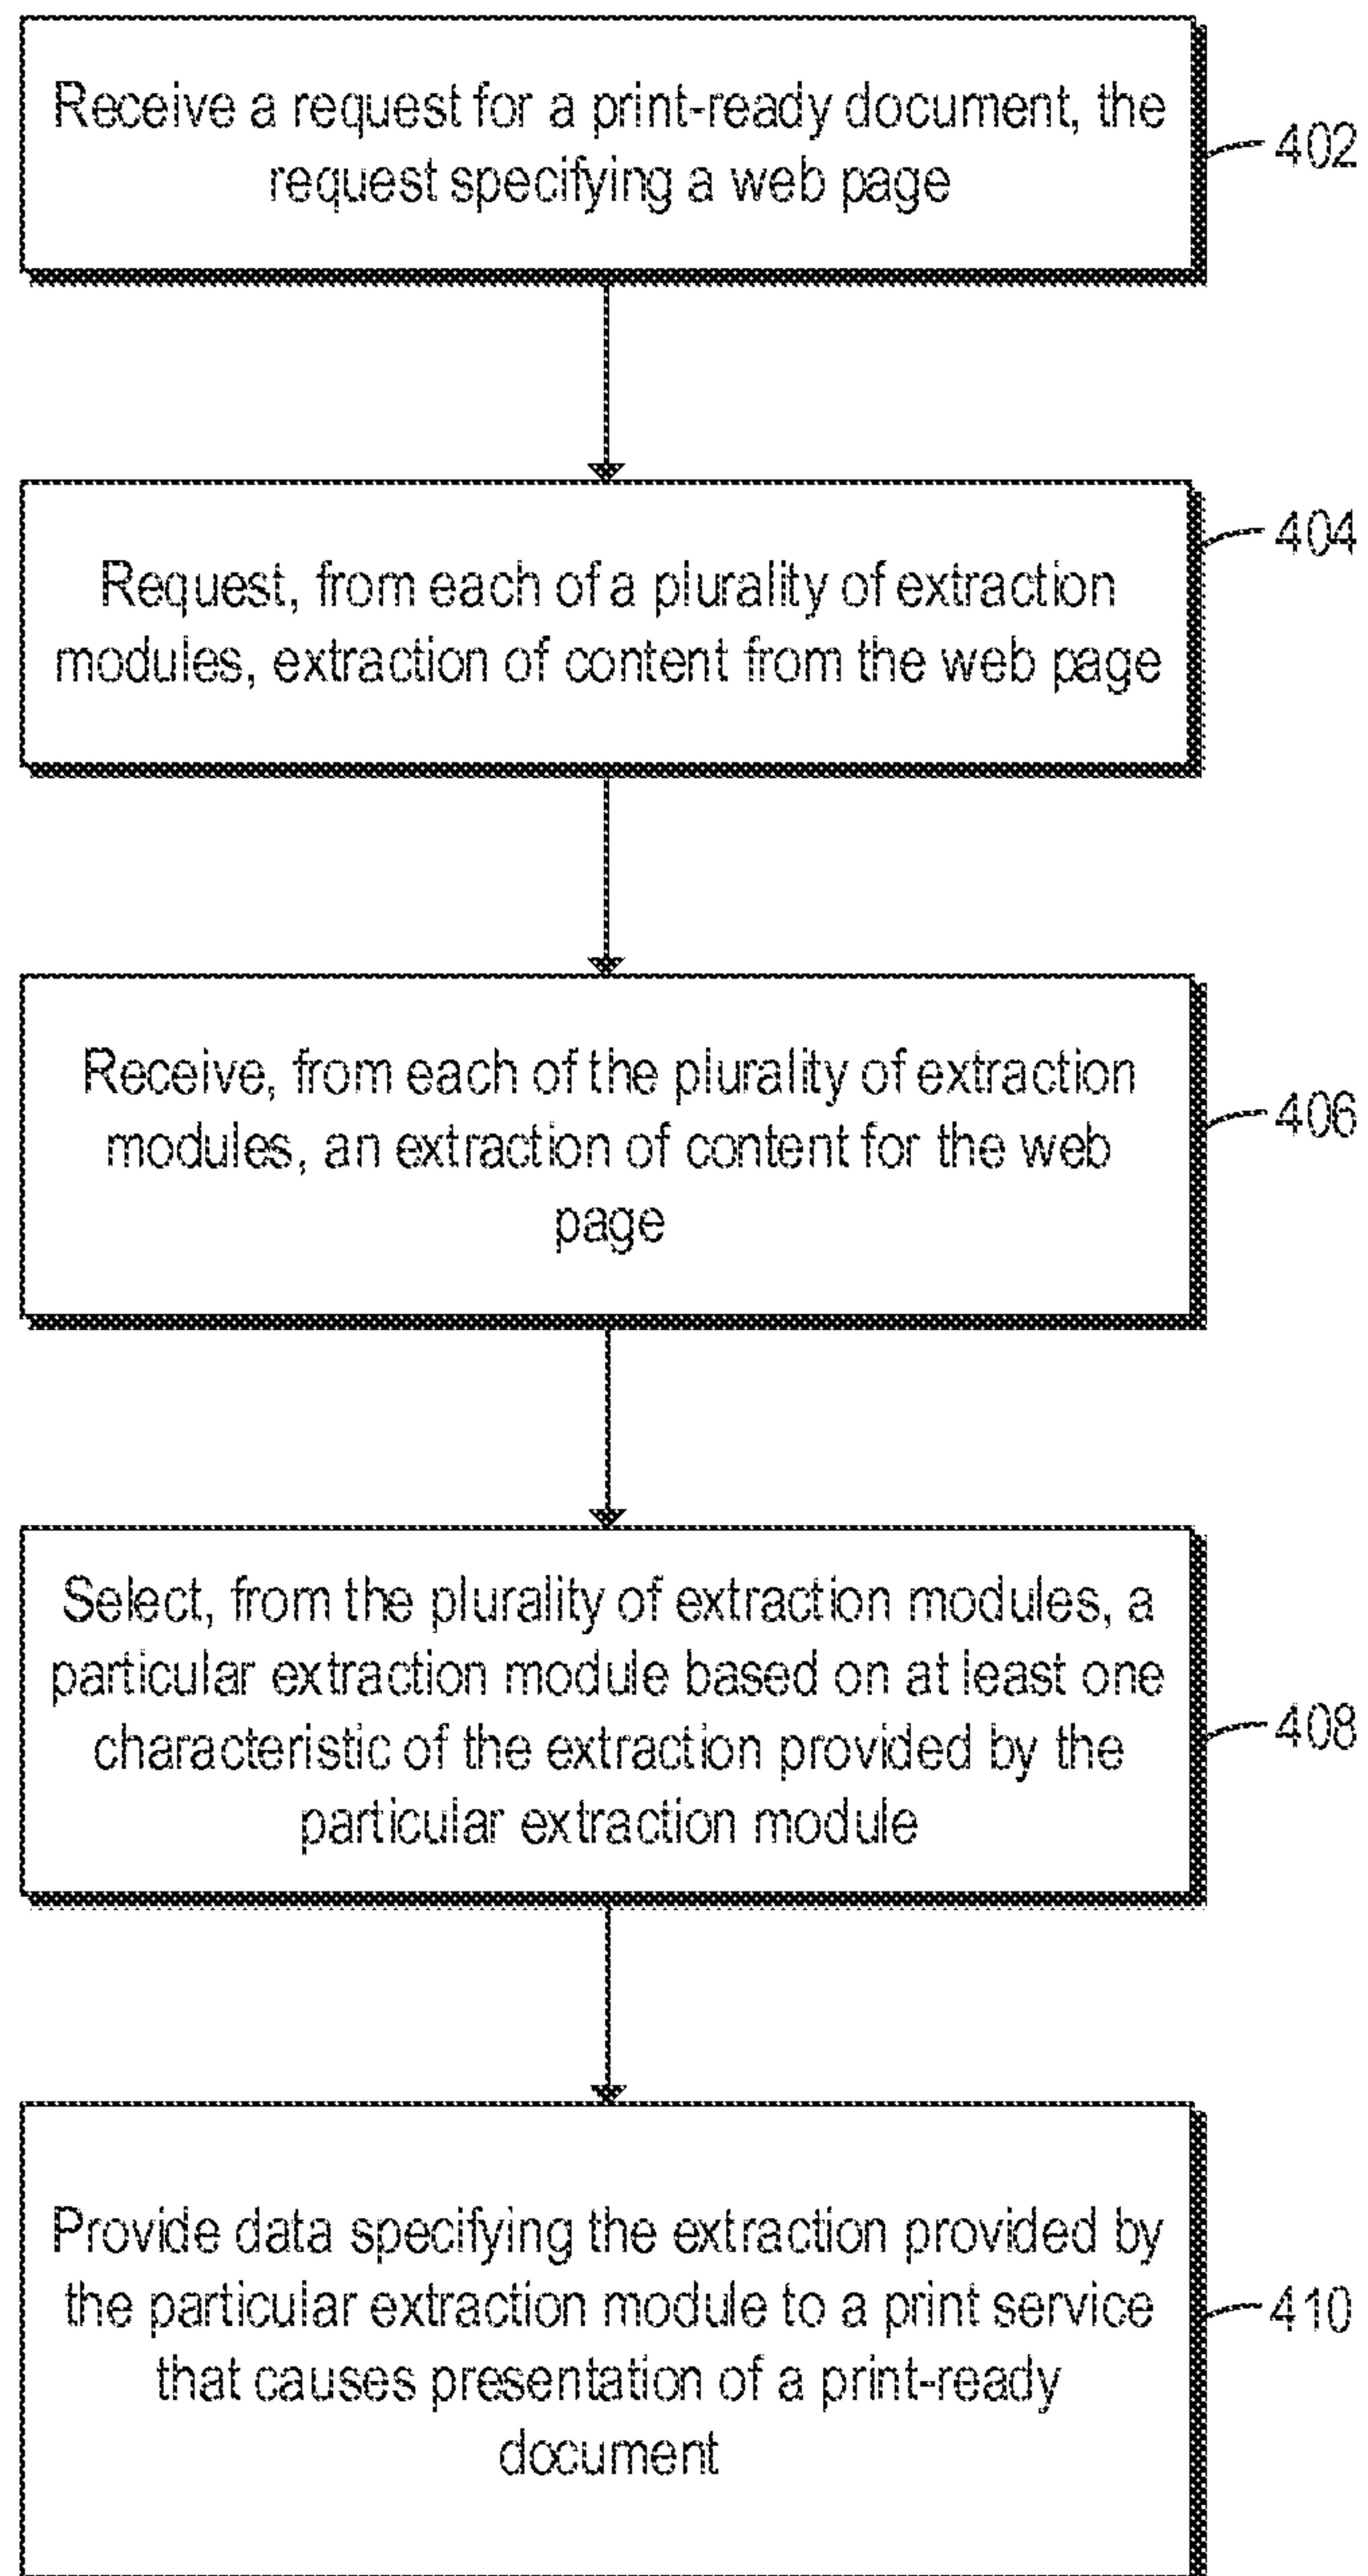 Receive a request for a print-ready document, the
request specifying a web page
402
Request, from each of a plurality of extraction
modules, extraction of content from the web page
404
Receive, from each of the plurality of extraction
modules, an extraction of content for the web
page
406
Select, from the plurality of extraction modules, a
particular extraction module based on at least one
characteristic of the extraction provided by the
particular extraction module
408
Provide data specifying the extraction provided by
the particular extraction module to a print service
that causes presentation of a print-ready
document
410